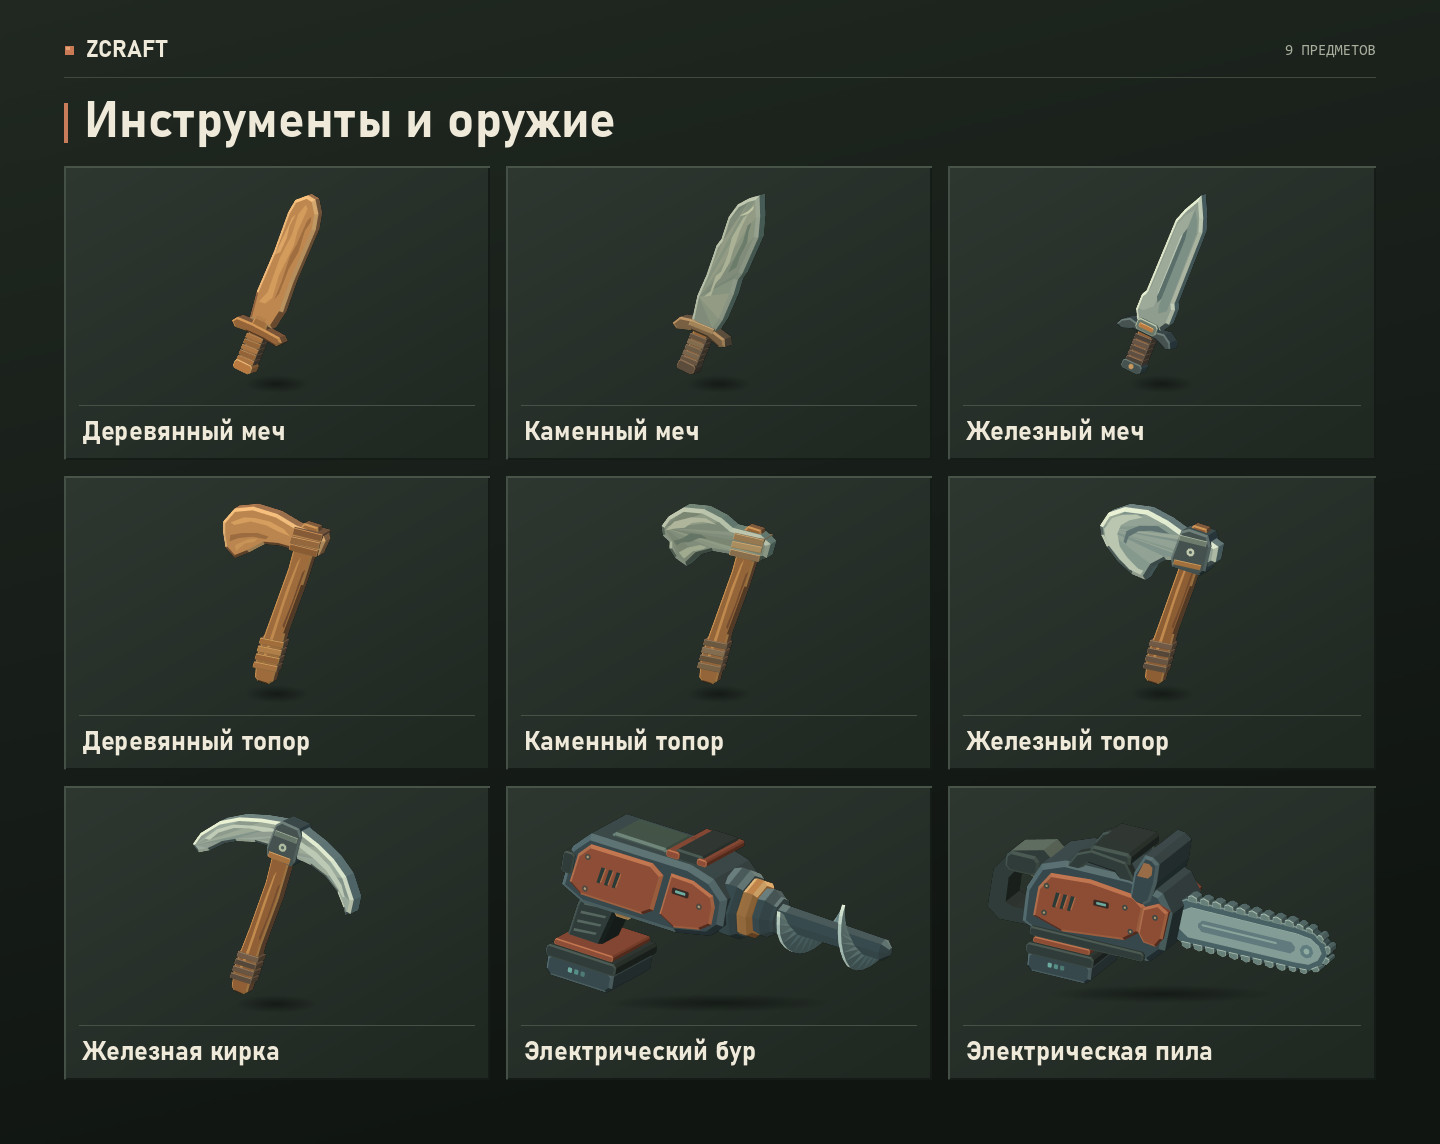 ZCRAFT
9 ПРЕДМЕТОВ
Инструменты и оружие
Деревянный меч
Каменный меч
Железный меч
Деревянный топор
Каменный топор
Железный топор
Железная кирка
Электрический бур
Электрическая пила